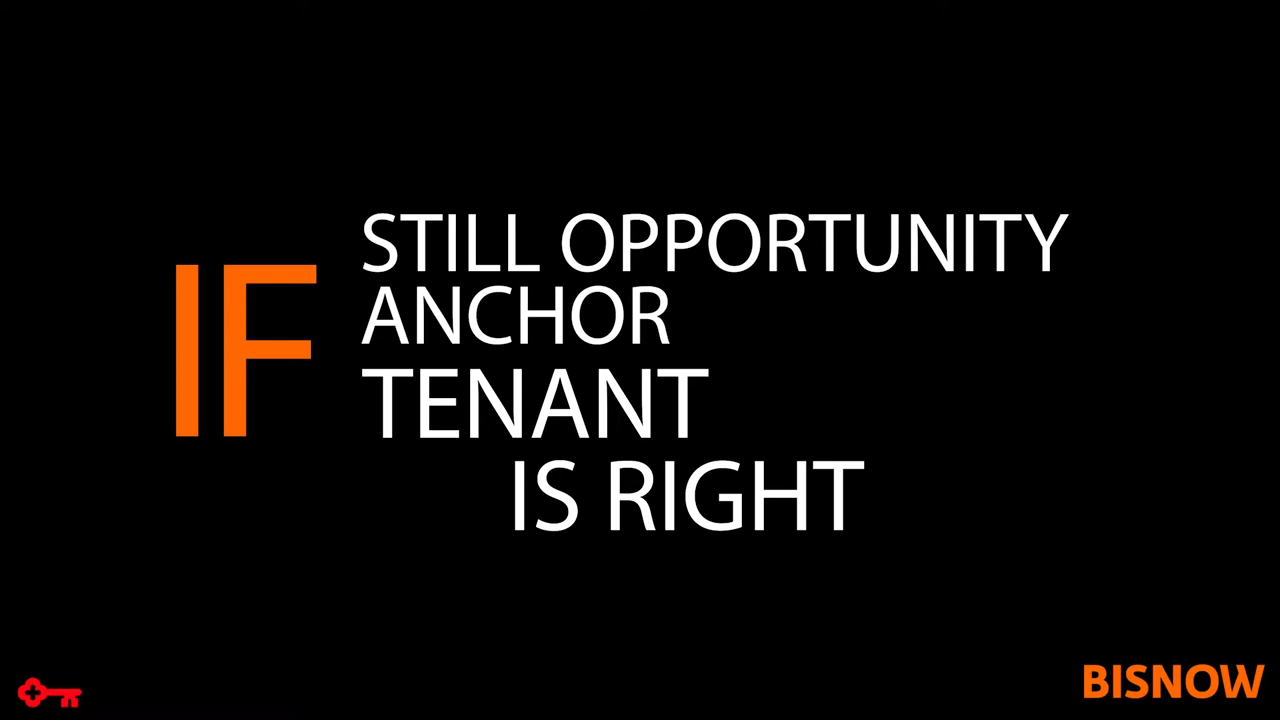 STILL OPPORTUNITY
IF
ANCHOR
TENANT
IS RIGHT
BISNOW